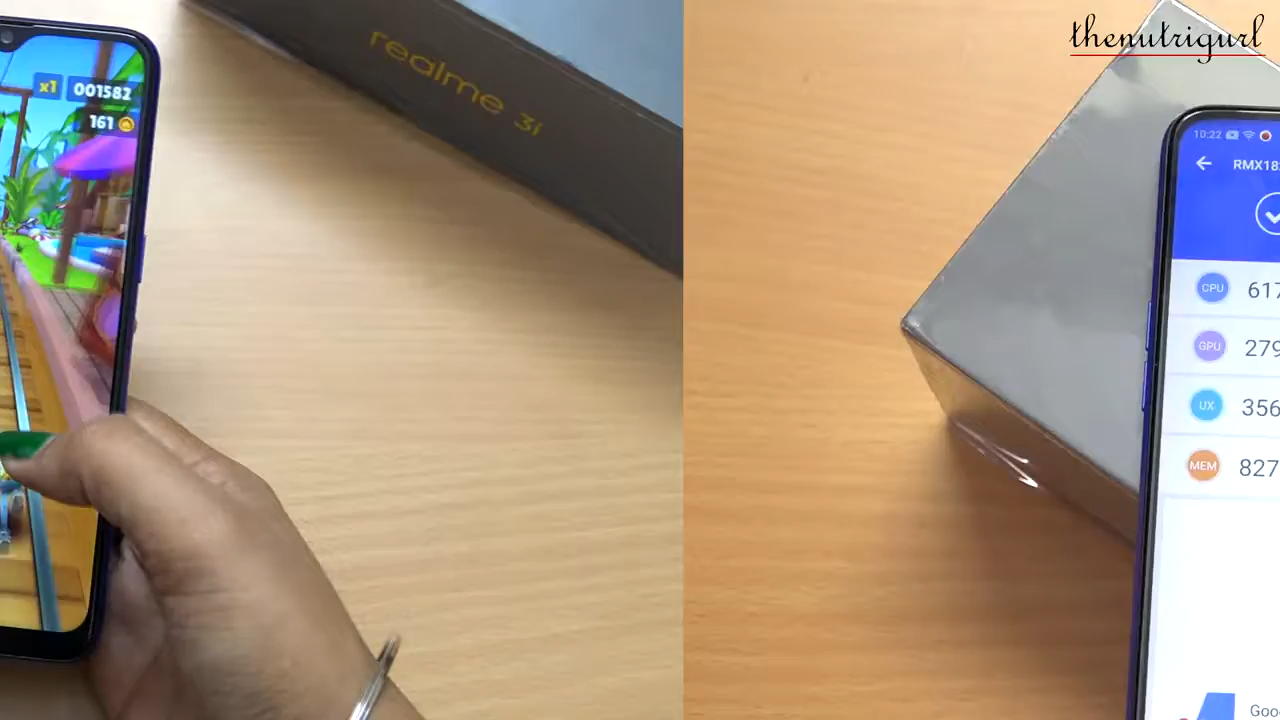 x1 001582
161
realme 3i
thenutrigurl
10:22
RMX18
CPU 617
GPU 279
UX 356
MEM 827
Goo